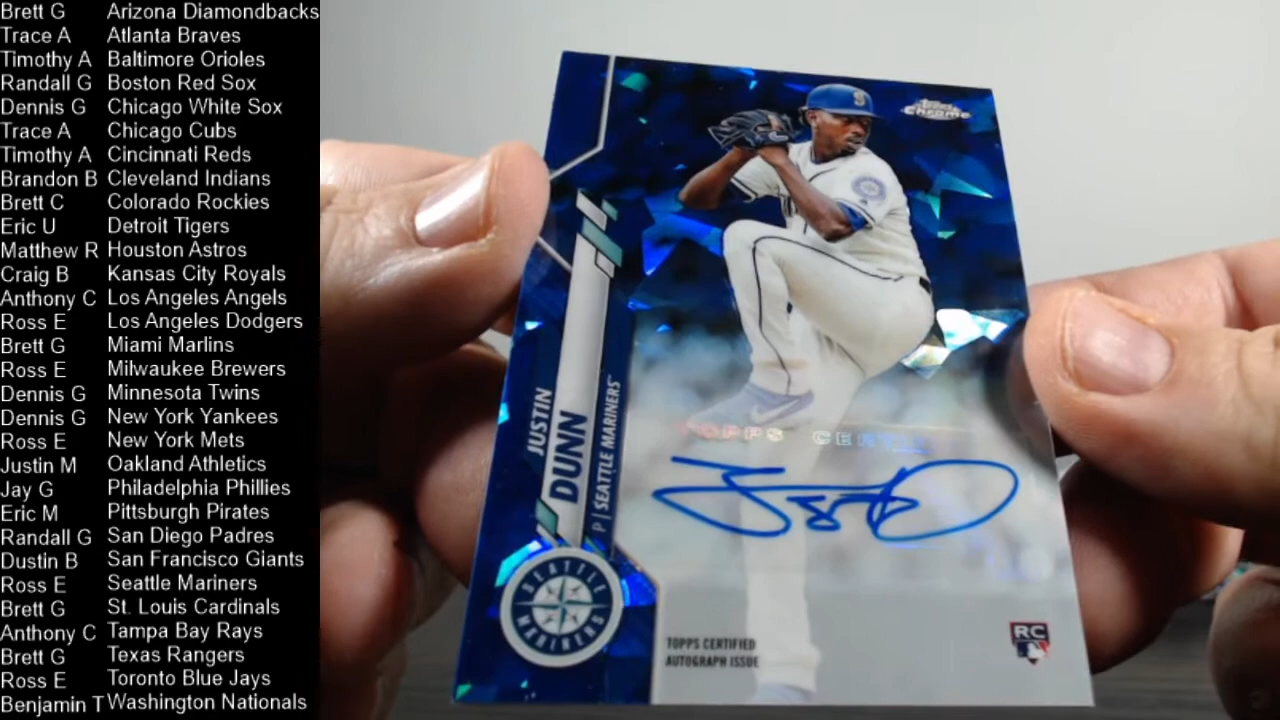 Brett G Arizona Diamondbacks
Trace A Atlanta Braves
Timothy A Baltimore Orioles
Randall G Boston Red Sox
Dennis G Chicago White Sox
Trace A Chicago Cubs
Timothy A Cincinnati Reds
Brandon B Cleveland Indians
Brett C Colorado Rockies
Eric U Detroit Tigers
Matthew R Houston Astros
Craig B Kansas City Royals
Anthony C Los Angeles Angels
Ross E Los Angeles Dodgers
Brett G Miami Marlins
Ross E Milwaukee Brewers
Dennis G Minnesota Twins
Dennis G New York Yankees
Ross E New York Mets
Justin M Oakland Athletics
Jay G Philadelphia Phillies
Eric M Pittsburgh Pirates
Randall G San Diego Padres
Dustin B San Francisco Giants
Ross E Seattle Mariners
Brett G St. Louis Cardinals
Anthony C Tampa Bay Rays
Brett G Texas Rangers
Ross E Toronto Blue Jays
Benjamin T Washington Nationals
Topps
Chrome
S
JUSTIN
DUNN
P | SEATTLE MARINERS™
TOPPS
SEATTLE
MARINERS
TOPPS CERTIFIED
AUTOGRAPH ISSUE
RC